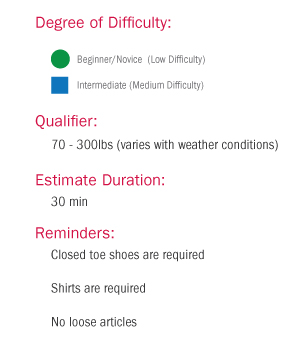 Degree of Difficulty:
Beginner/Novice (Low Difficulty)
Intermediate (Medium Difficulty)
Qualifier:
70 - 300lbs (varies with weather conditions)
Estimate Duration:
30 min
Reminders:
Closed toe shoes are required
Shirts are required
No loose articles